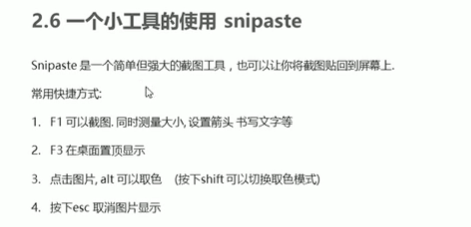 2.6 一个小工具的使用 snipaste
Snipaste 是一个简单但强大的截图工具，也可以让你将截图贴回到屏幕上.
常用快捷方式:
1. F1 可以截图. 同时测量大小, 设置箭头 书写文字等
2. F3 在桌面置顶显示
3. 点击图片, alt 可以取色 (按下shift 可以切换取色模式)
4. 按下esc 取消图片显示